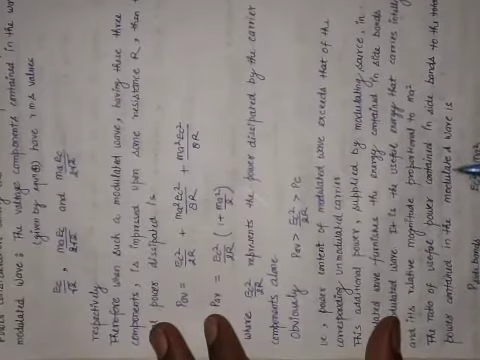 modulated wave: The voltage components contained in the
(given by eqn(8)) have r m s values
Ec/√2 , maEc/2√2 and maEc/2√2
respectively.
Therefore when such a modulated wave, having these three
components, is impressed upon some resistance R, then
power dissipated is
Pav = Ec²/2R + ma²Ec²/8R + ma²Ec²/8R
Pav = Ec²/2R (1 + ma²/2)
where Ec²/2R represents the power dissipated by the carrier
components alone
Obviously Pav > Ec²/2R > Pc
ie, power content of modulated wave exceeds that of the
corresponding unmodulated carrier
This additional power, supplied by modulating source, in
wave furnishes the energy contained in side bands
wave. It is the useful energy that carries
and its relative magnitude proportional to ma²
The ratio of useful power contained in side bands to the
power contained in the modulated wave is
bands